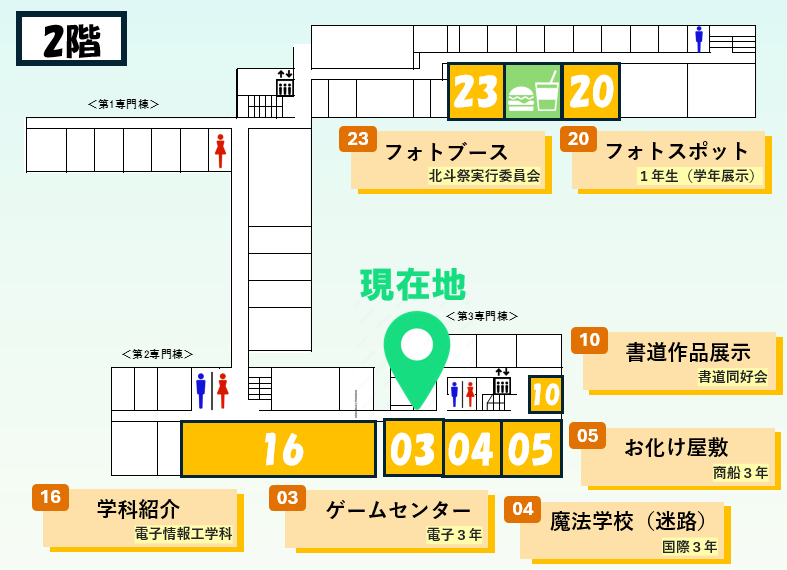 2階
＜第1専門棟＞
23
20
23
フォトブース
北斗祭実行委員会
20
フォトスポット
１年生（学年展示）
現在地
＜第3専門棟＞
＜第2専門棟＞
10
書道作品展示
書道同好会
10
16
03
04
05
05
お化け屋敷
商船３年
16
学科紹介
電子情報工学科
03
ゲームセンター
電子３年
04
魔法学校（迷路）
国際３年